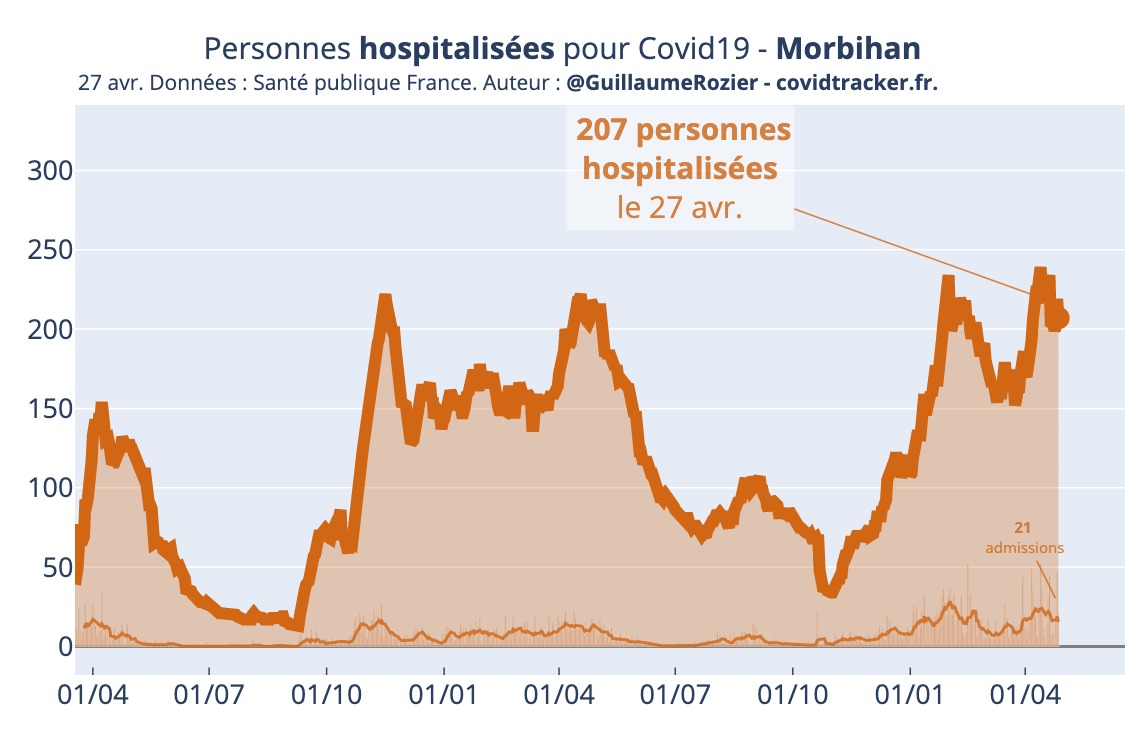 Personnes hospitalisées pour Covid19 - Morbihan
27 avr. Données : Santé publique France. Auteur : @GuillaumeRozier - covidtracker.fr.
207 personnes
hospitalisées
le 27 avr.
300
250
200
150
100
50
0
21
admissions
01/04 01/07 01/10 01/01 01/04 01/07 01/10 01/01 01/04